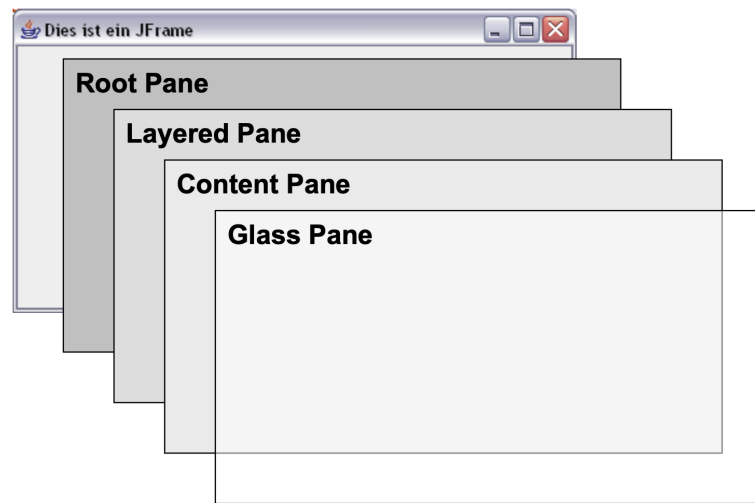 Dies ist ein JFrame
Root Pane
Layered Pane
Content Pane
Glass Pane